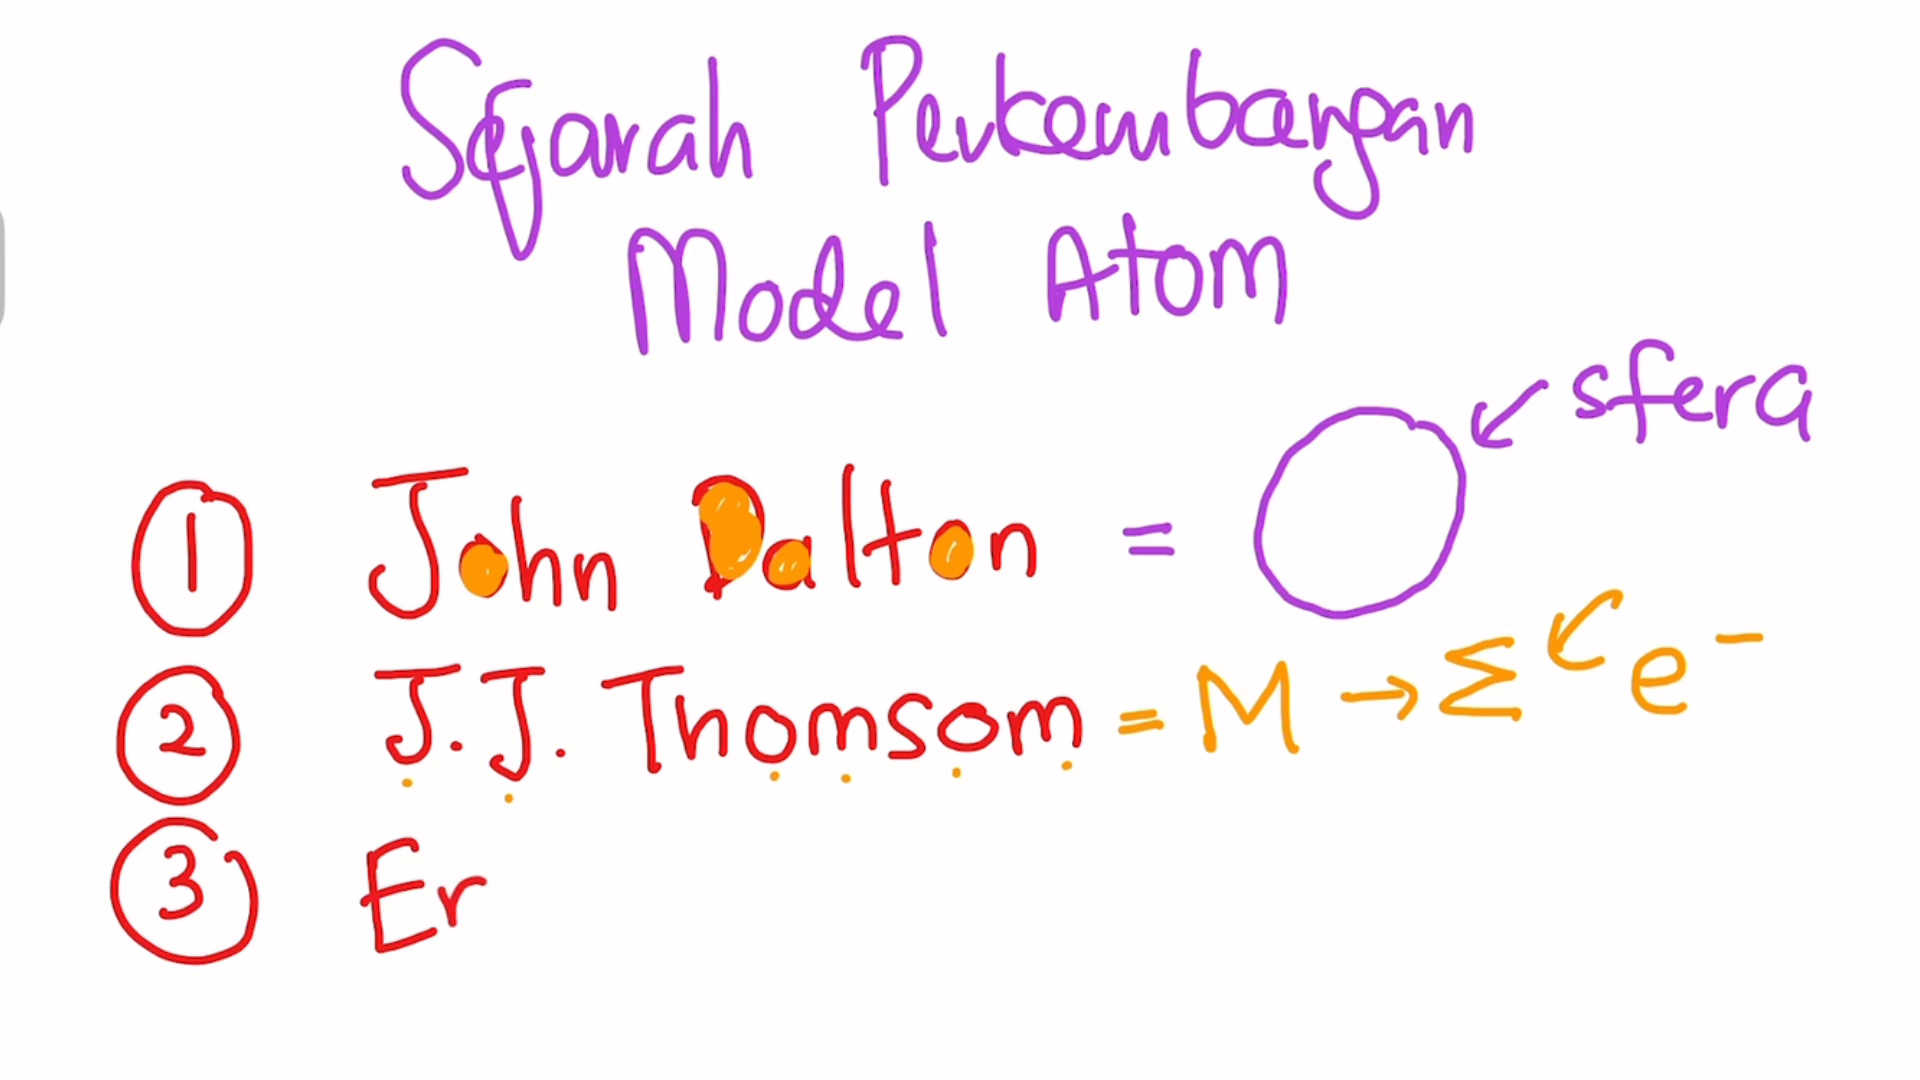 Sejarah Perkembangan
Model Atom
sfera
1 John Dalton =
2 J.J. Thomsom = M → Σ e⁻
3 Er